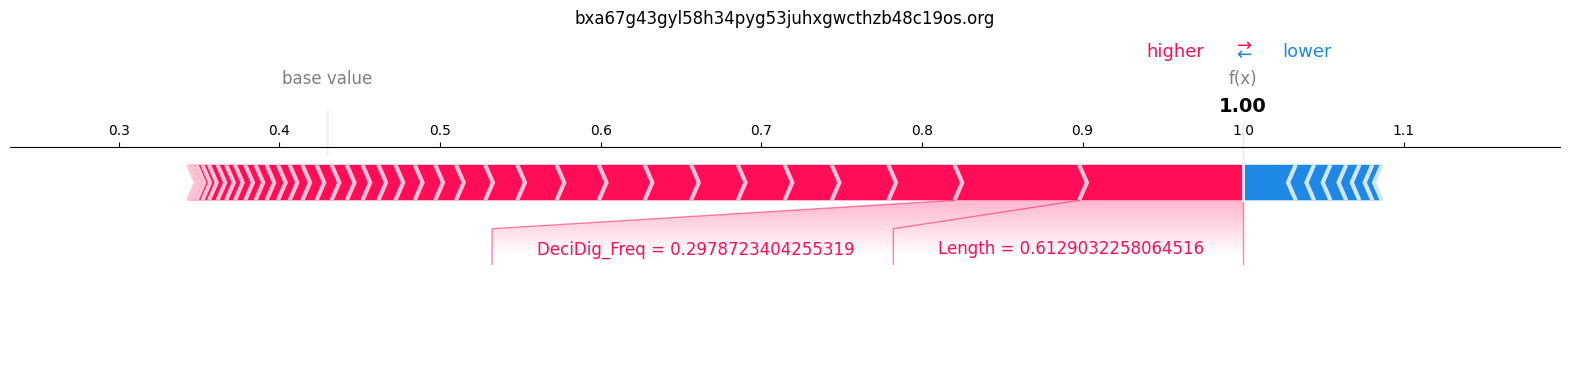 bxa67g43gyl58h34pyg53juhxgwcthzb48c19os.org
higher ⇄ lower
base value f(x)
1.00
0.3 0.4 0.5 0.6 0.7 0.8 0.9 1.0 1.1
DeciDig_Freq = 0.2978723404255319 Length = 0.6129032258064516